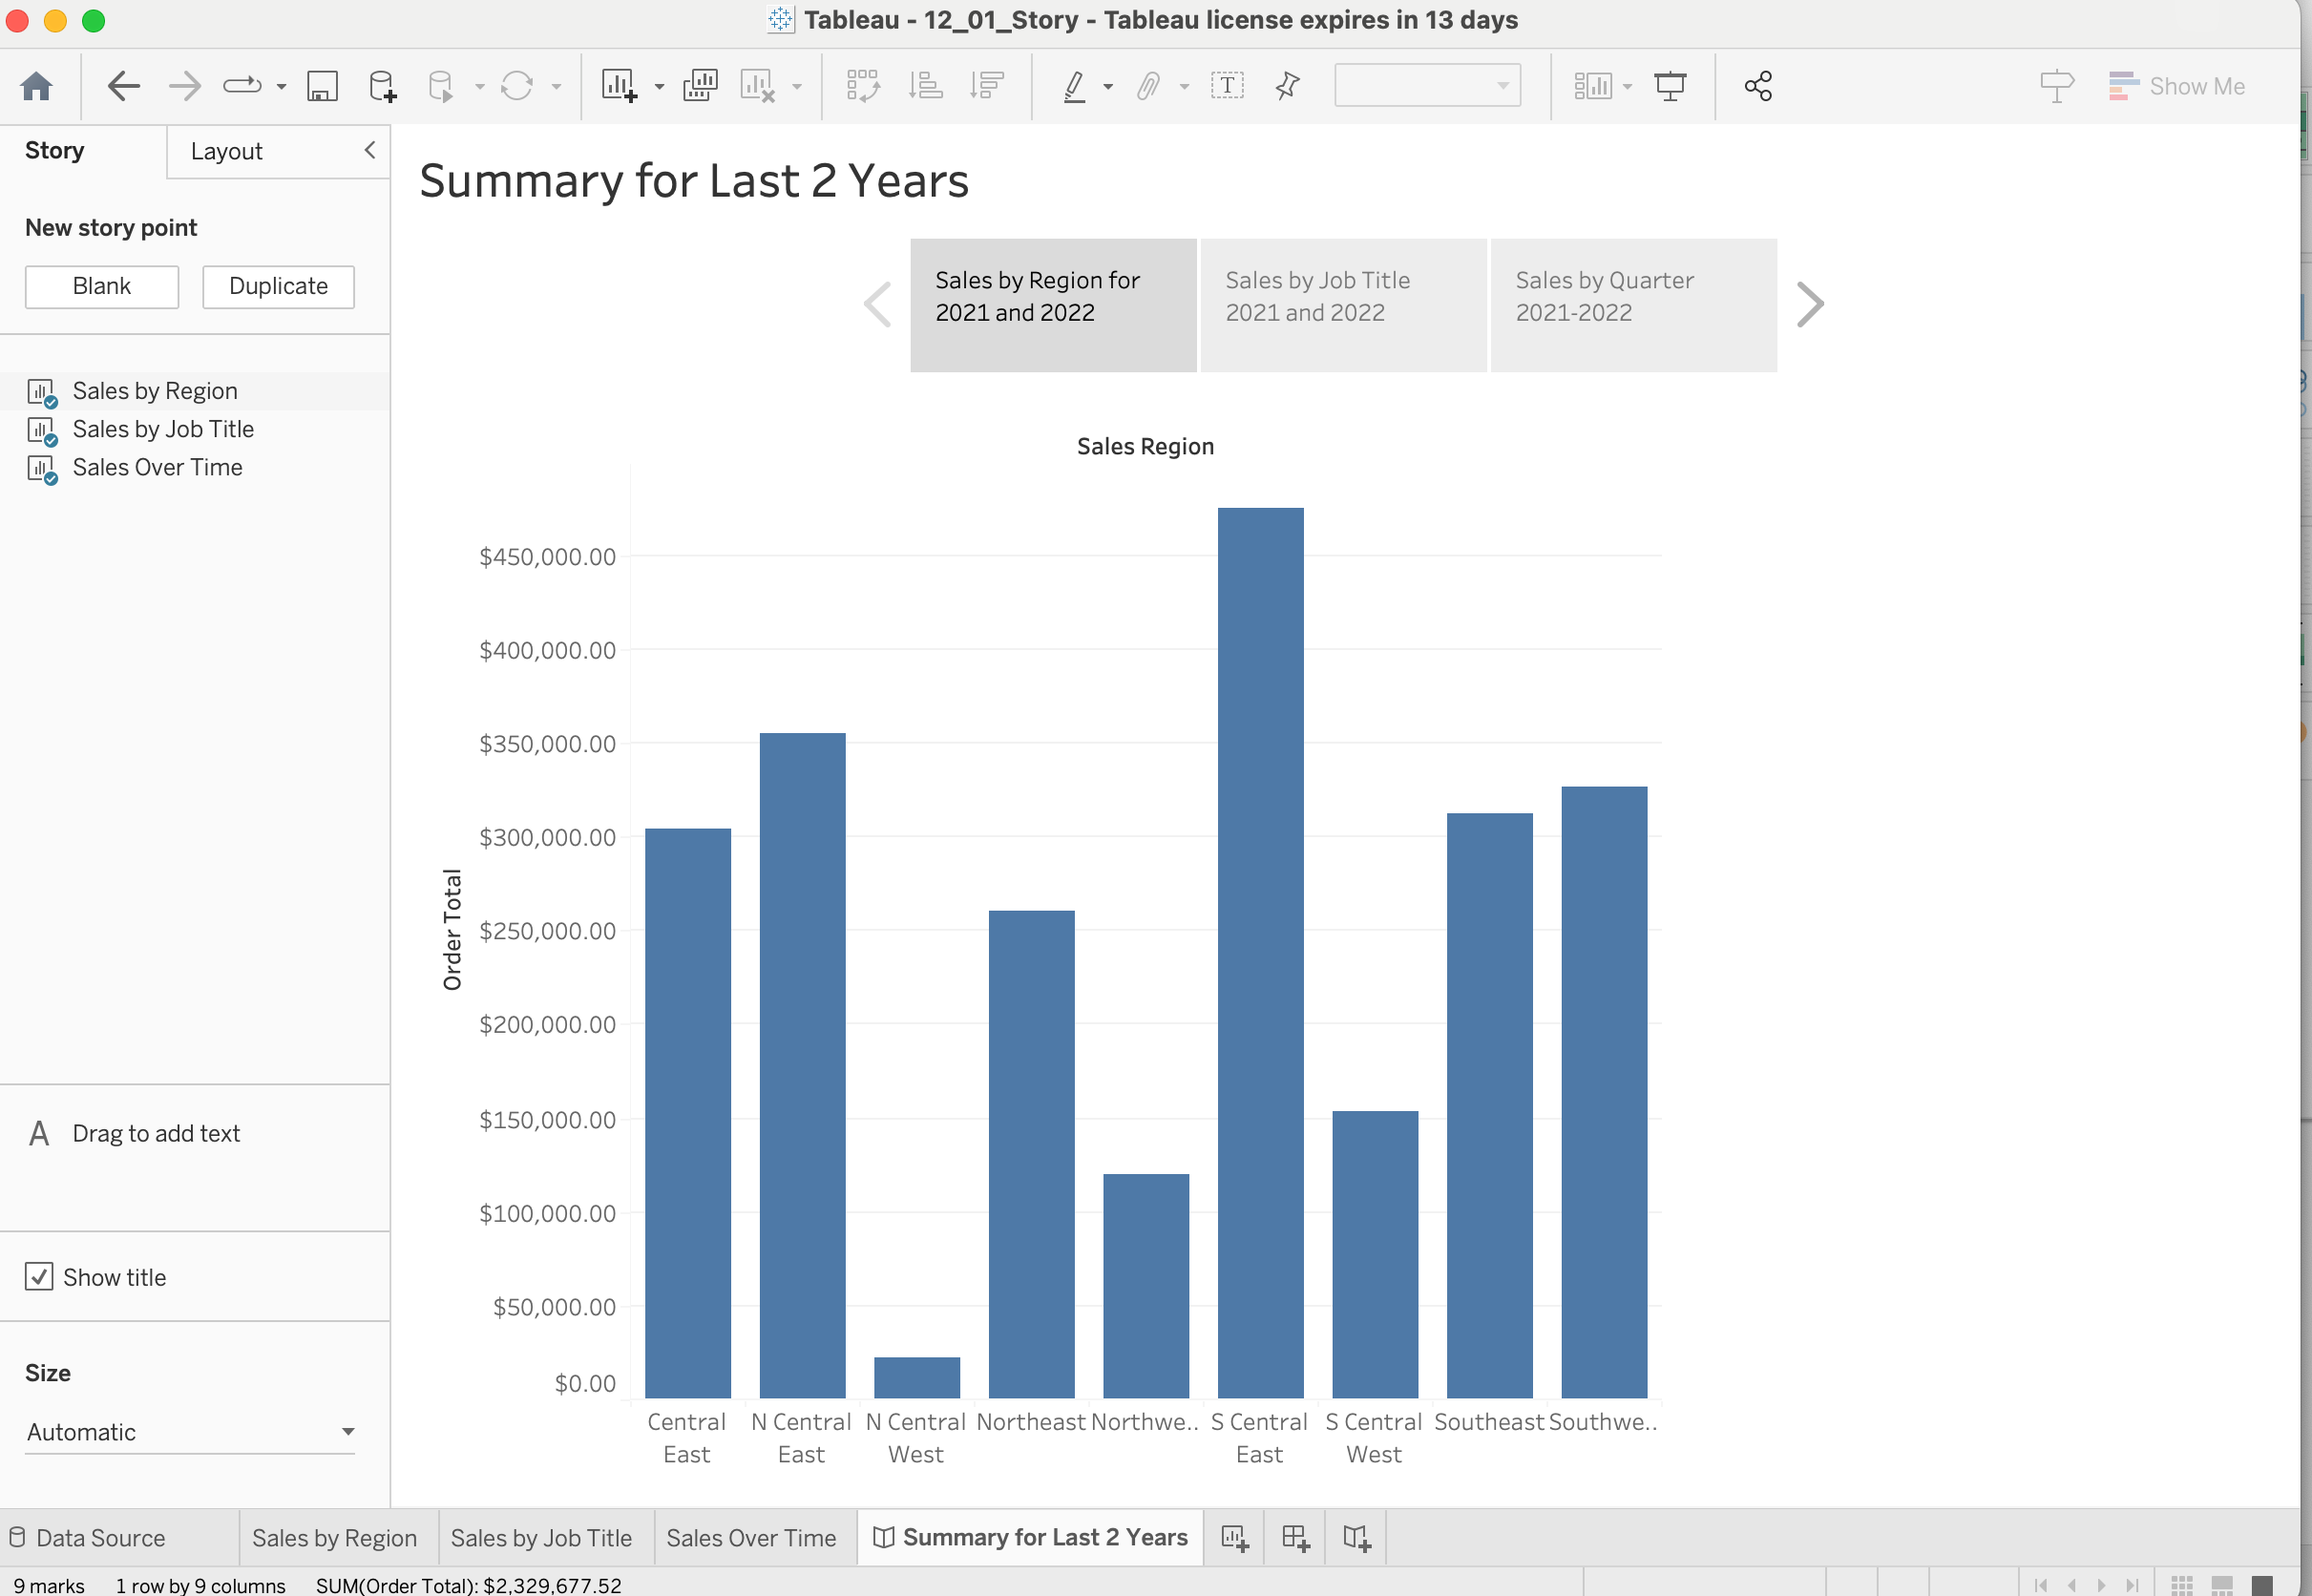 Tableau - 12_01_Story - Tableau license expires in 13 days
Show Me
Story
Layout
New story point
Blank
Duplicate
Sales by Region
Sales by Job Title
Sales Over Time
A Drag to add text
Show title
Size
Automatic
Summary for Last 2 Years
Sales by Region for
2021 and 2022
Sales by Job Title
2021 and 2022
Sales by Quarter
2021-2022
Sales Region
Order Total
$450,000.00
$400,000.00
$350,000.00
$300,000.00
$250,000.00
$200,000.00
$150,000.00
$100,000.00
$50,000.00
$0.00
Central
East
N Central
East
N Central
West
Northeast
Northwe..
S Central
East
S Central
West
Southeast
Southwe..
Data Source
Sales by Region
Sales by Job Title
Sales Over Time
Summary for Last 2 Years
9 marks 1 row by 9 columns SUM(Order Total): $2,329,677.52